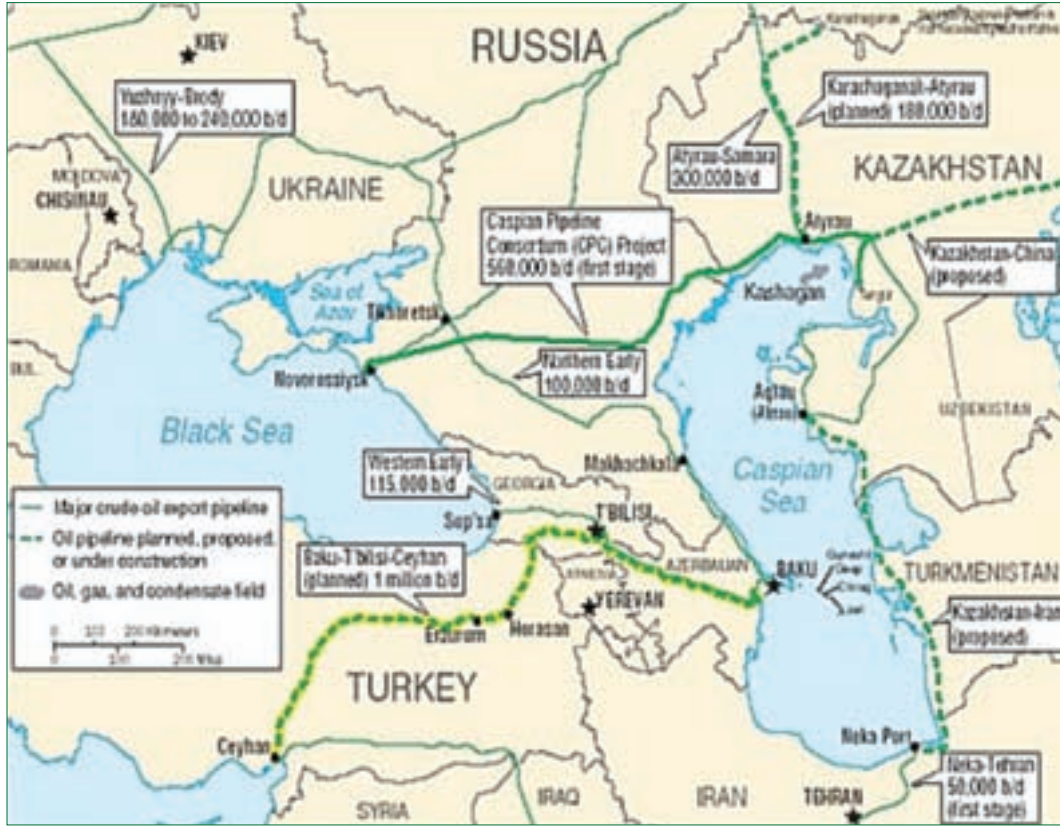 KIEV
RUSSIA
Karachaganak
Yuzhnyy-Brody
160,000 to 240,000 b/d
Karachaganak-Atyrau
(planned) 180,000 b/d
MOLDOVA
CHISINAU
UKRAINE
Atyrau-Samara
300,000 b/d
KAZAKHSTAN
Caspian Pipeline
Consortium (CPC) Project
560,000 b/d (first stage)
Atyrau
ROMANIA
Kazakhstan-China
(proposed)
Sea of
Azov
Kashagan
Tikhoretsk
Novorossiysk
Northern Early
100,000 b/d
Aqtau
UZBEKISTAN
Black Sea
Western Early
115,000 b/d
Makhachkala
Caspian
Sea
GEORGIA
Major crude oil export pipeline
Sup'sa
T'BILISI
Oil pipeline planned, proposed,
or under construction
Baku-T'bilisi-Ceyhan
(planned) 1 million b/d
ARMENIA
AZERBAIJAN
BAKU
TURKMENISTAN
Oil, gas, and condensate field
YEREVAN
Kazakhstan-Iran
(proposed)
Erzurum
Horasan
TURKEY
Ceyhan
Neka Port
Neka-Tehran
50,000 b/d
(first stage)
SYRIA
IRAQ
IRAN
TEHRAN